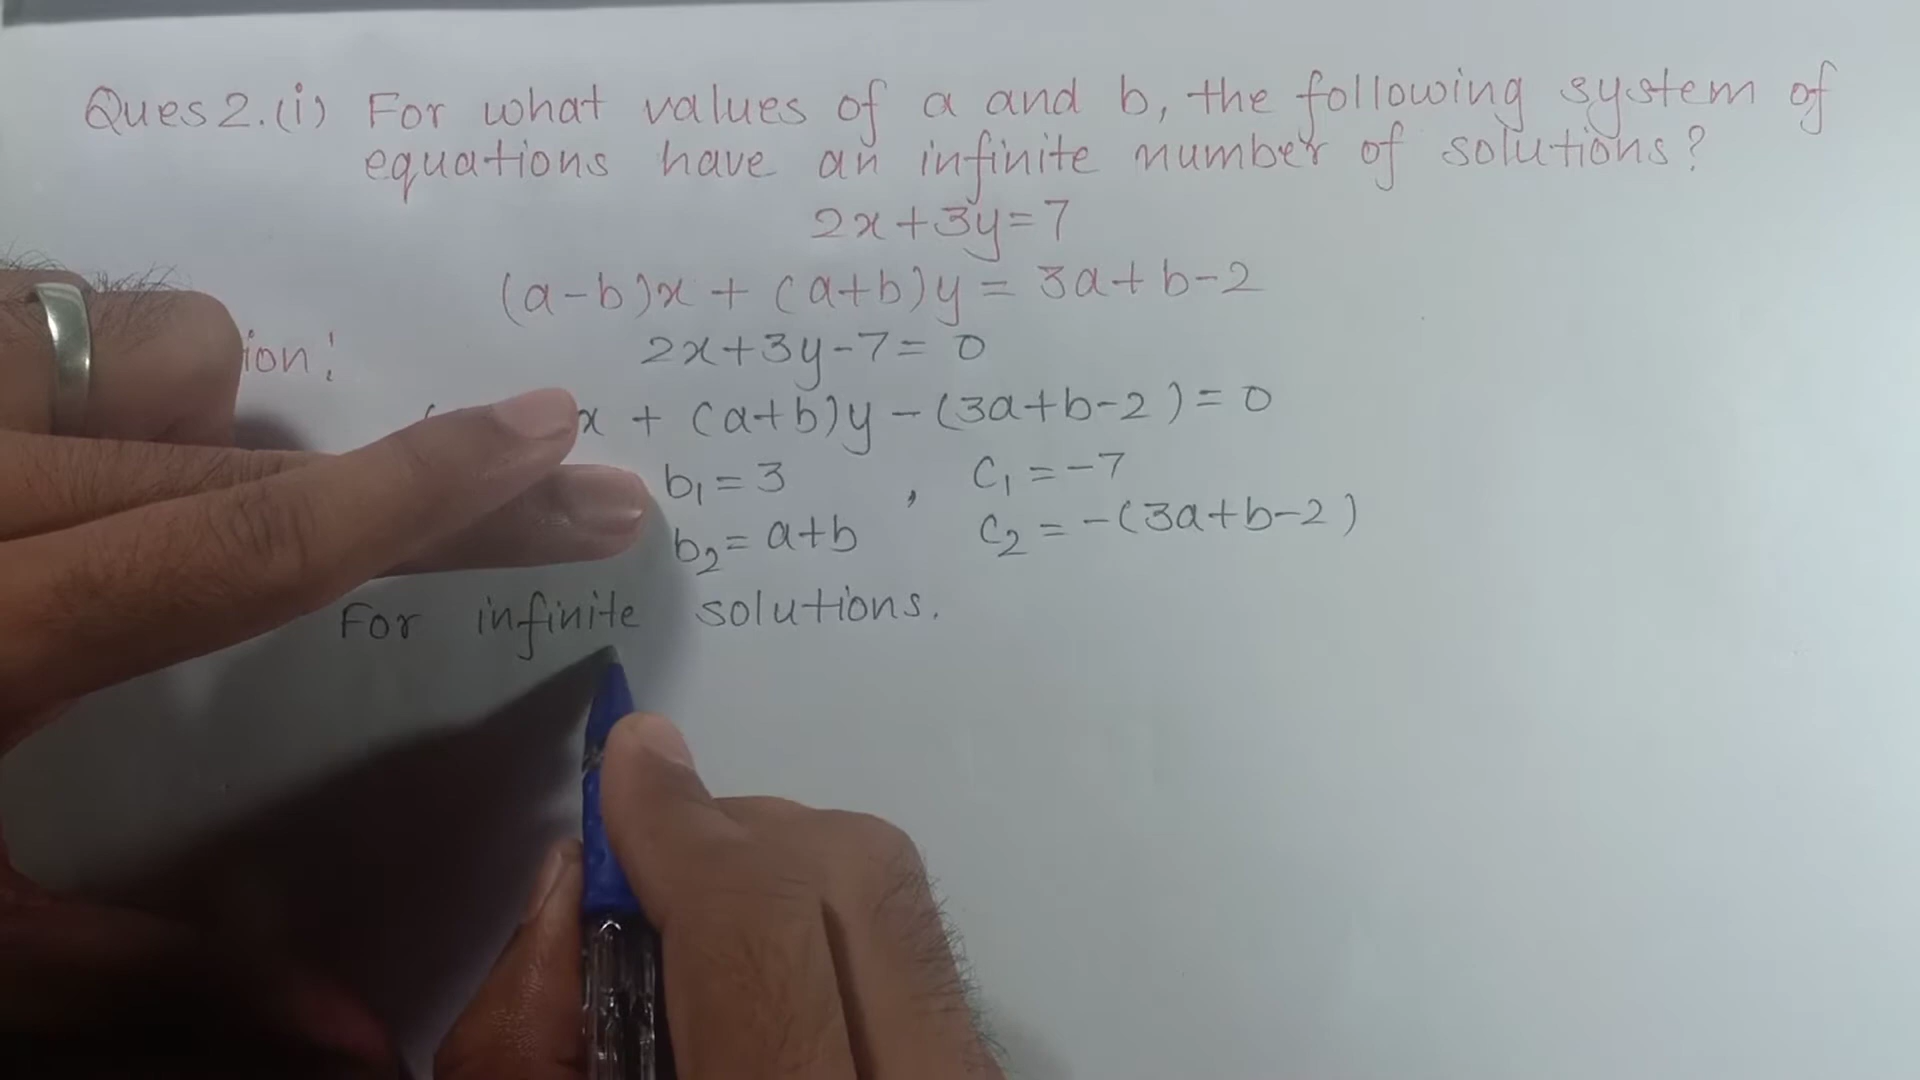 Ques 2. (i) For what values of a and b, the following system of
equations have an infinite number of solutions?
2x+3y=7
(a-b)x + (a+b)y = 3a+b-2
ion:
2x+3y-7= 0
x + (a+b)y -(3a+b-2)=0
b₁=3 , C₁=-7
b₂= a+b C₂=-(3a+b-2)
For infinite solutions.